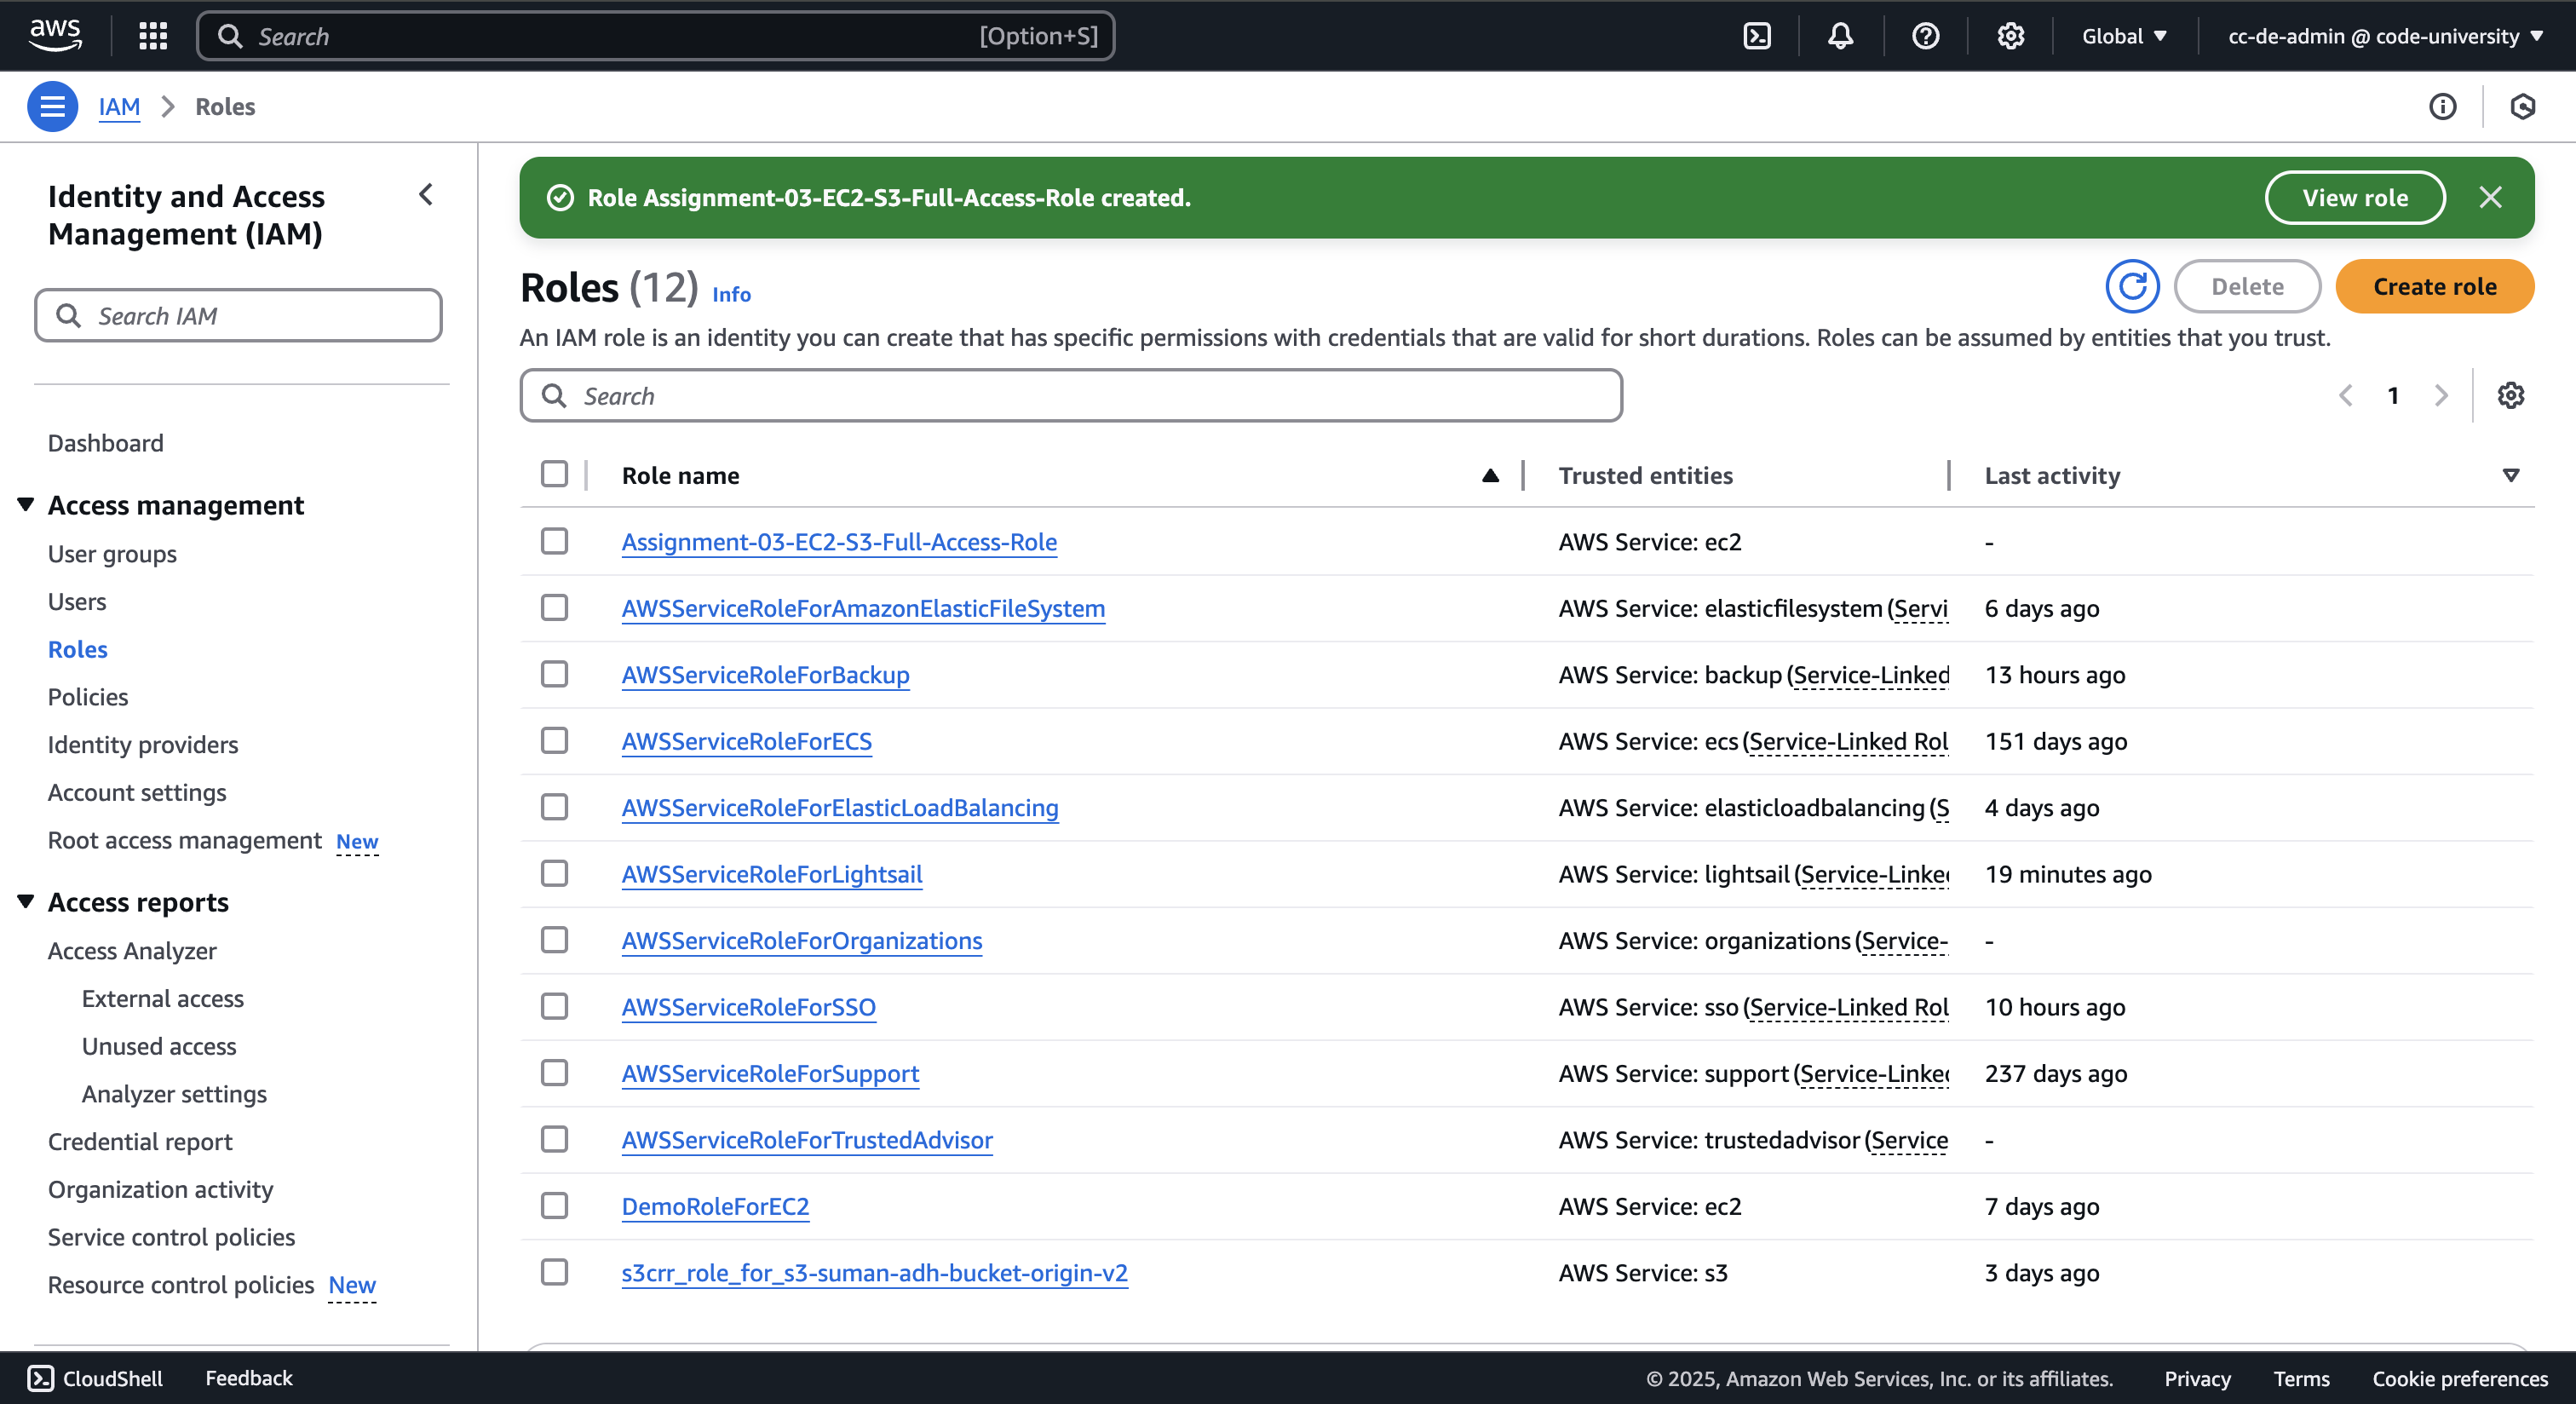 aws
Search
[Option+S]
Global
cc-de-admin @ code-university
IAM
Roles
Identity and Access
Management (IAM)
Search IAM
Dashboard
Access management
User groups
Users
Roles
Policies
Identity providers
Account settings
Root access management New
Access reports
Access Analyzer
External access
Unused access
Analyzer settings
Credential report
Organization activity
Service control policies
Resource control policies New
Role Assignment-03-EC2-S3-Full-Access-Role created.
View role
Roles (12) Info
Delete
Create role
An IAM role is an identity you can create that has specific permissions with credentials that are valid for short durations. Roles can be assumed by entities that you trust.
Search
1
Role name Trusted entities Last activity
Assignment-03-EC2-S3-Full-Access-Role AWS Service: ec2 -
AWSServiceRoleForAmazonElasticFileSystem AWS Service: elasticfilesystem (Servi 6 days ago
AWSServiceRoleForBackup AWS Service: backup (Service-Linked 13 hours ago
AWSServiceRoleForECS AWS Service: ecs (Service-Linked Rol 151 days ago
AWSServiceRoleForElasticLoadBalancing AWS Service: elasticloadbalancing (S 4 days ago
AWSServiceRoleForLightsail AWS Service: lightsail (Service-Linked 19 minutes ago
AWSServiceRoleForOrganizations AWS Service: organizations (Service- -
AWSServiceRoleForSSO AWS Service: sso (Service-Linked Rol 10 hours ago
AWSServiceRoleForSupport AWS Service: support (Service-Linked 237 days ago
AWSServiceRoleForTrustedAdvisor AWS Service: trustedadvisor (Service -
DemoRoleForEC2 AWS Service: ec2 7 days ago
s3crr_role_for_s3-suman-adh-bucket-origin-v2 AWS Service: s3 3 days ago
CloudShell
Feedback
© 2025, Amazon Web Services, Inc. or its affiliates.
Privacy
Terms
Cookie preferences